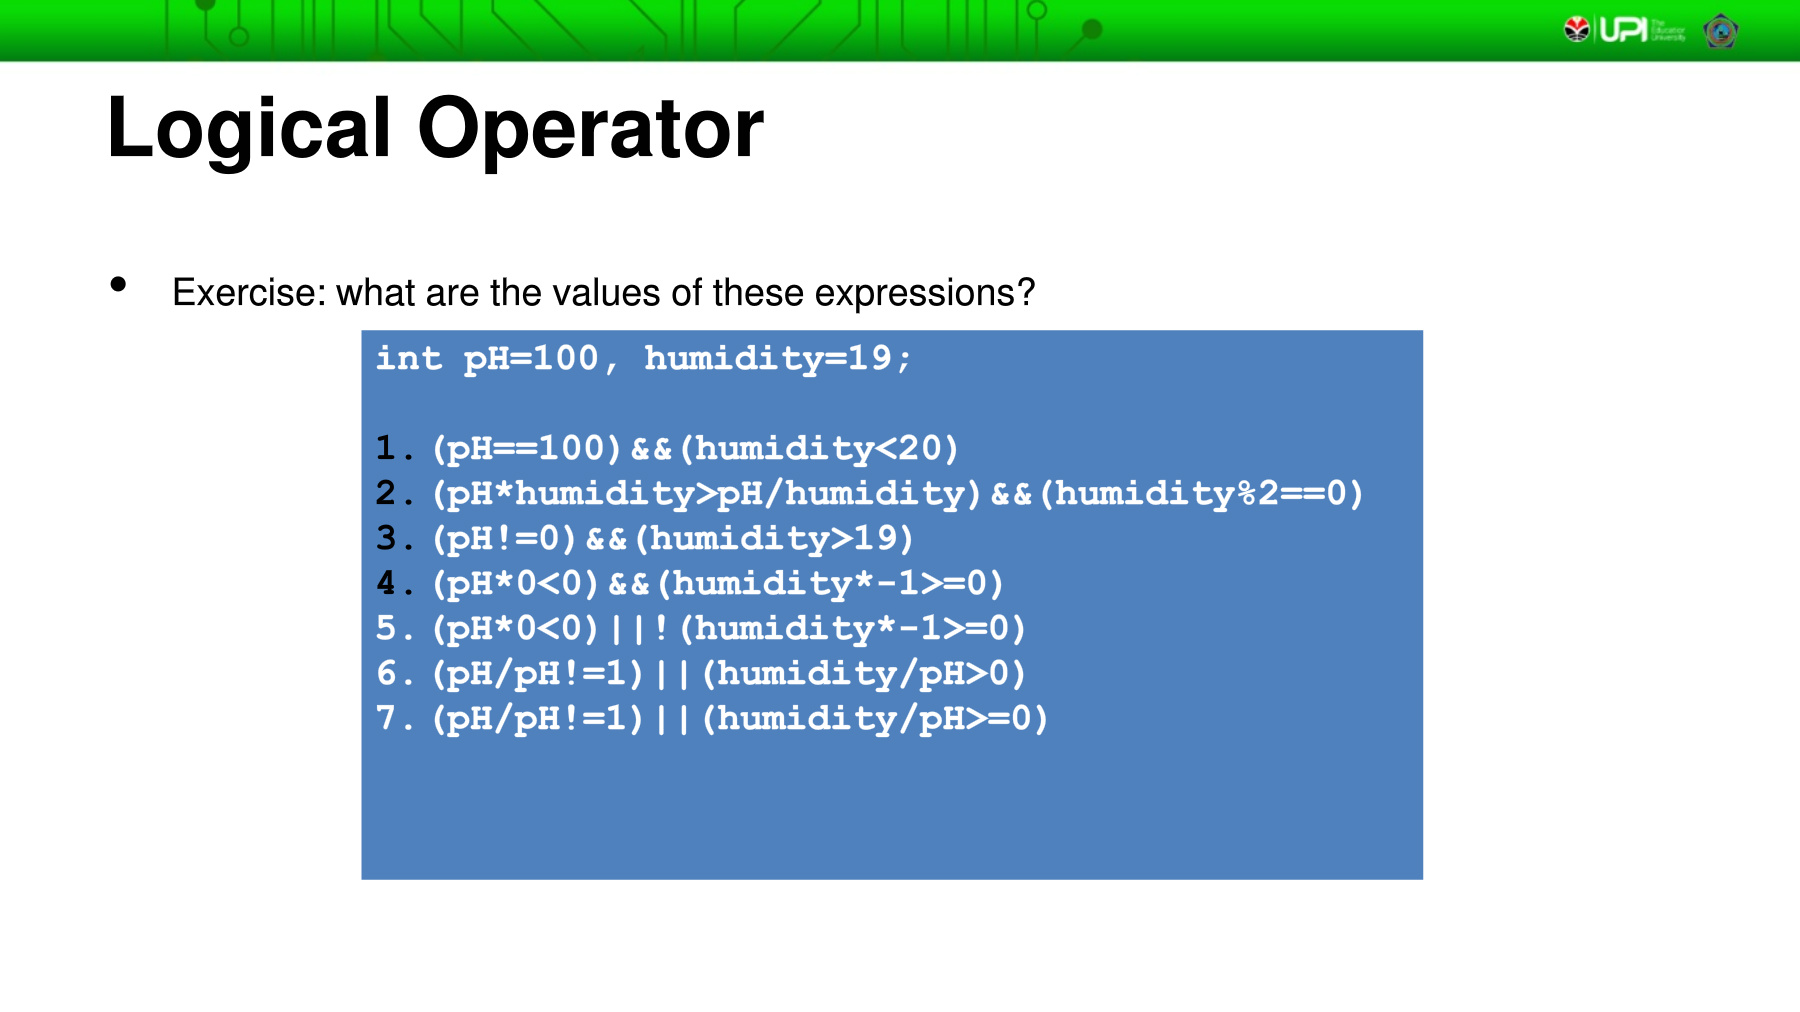 UPI
The
Education
University
Logical Operator
• Exercise: what are the values of these expressions?
int pH=100, humidity=19;
1. (pH==100)&&(humidity<20)
2. (pH*humidity>pH/humidity)&&(humidity%2==0)
3. (pH!=0)&&(humidity>19)
4. (pH*0<0)&&(humidity*-1>=0)
5. (pH*0<0)||!(humidity*-1>=0)
6. (pH/pH!=1)||(humidity/pH>0)
7. (pH/pH!=1)||(humidity/pH>=0)